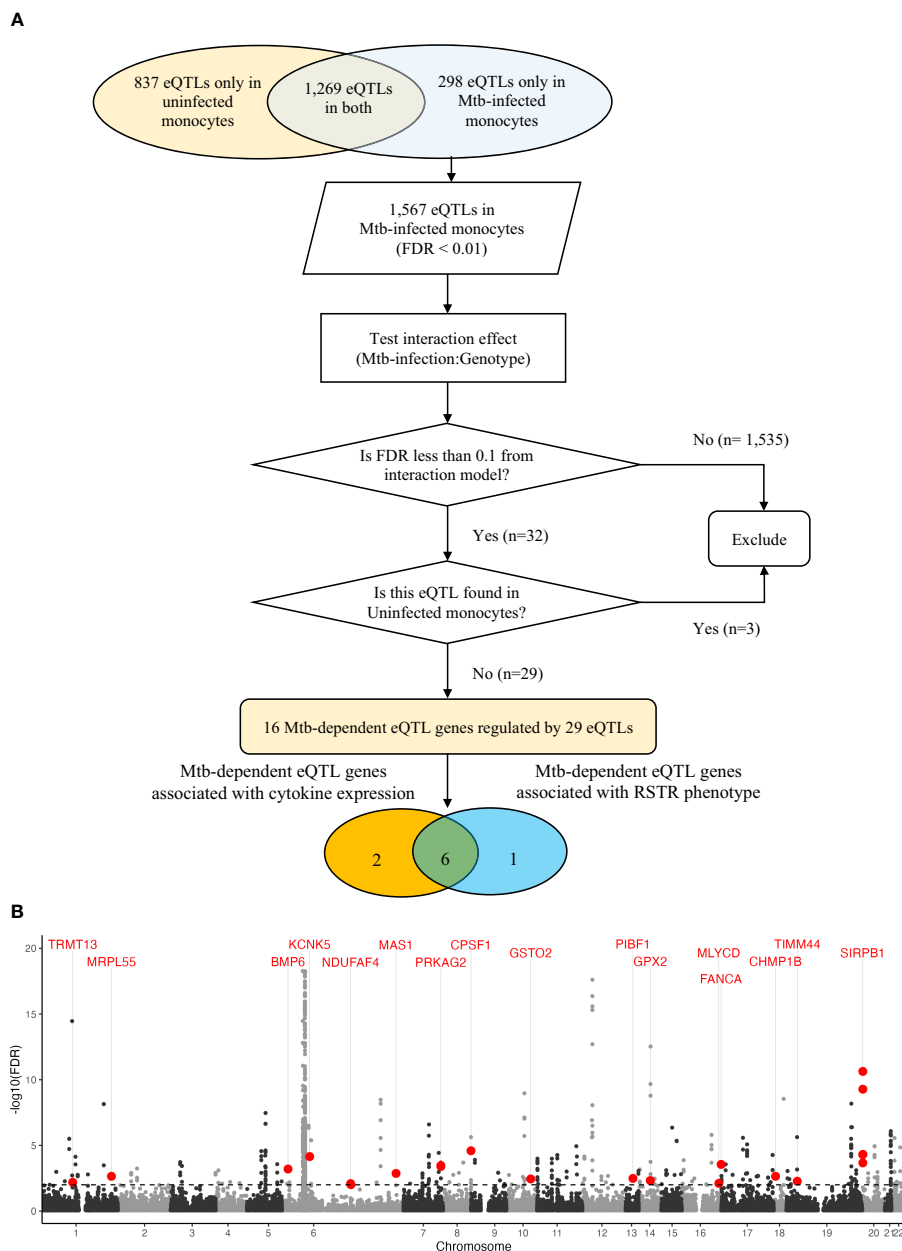 A
837 eQTLs only in
uninfected
monocytes
1,269 eQTLs
in both
298 eQTLs only in
Mtb-infected
monocytes
1,567 eQTLs in
Mtb-infected monocytes
(FDR < 0.01)
Test interaction effect
(Mtb-infection:Genotype)
Is FDR less than 0.1 from
interaction model?
No (n= 1,535)
Yes (n=32)
Exclude
Is this eQTL found in
Uninfected monocytes?
Yes (n=3)
No (n=29)
16 Mtb-dependent eQTL genes regulated by 29 eQTLs
Mtb-dependent eQTL genes
associated with cytokine expression
Mtb-dependent eQTL genes
associated with RSTR phenotype
2
6
1
B
TRMT13
MRPL55
BMP6
KCNK5
NDUFAF4
MAS1
PRKAG2
CPSF1
GSTO2
PIBF1
GPX2
MLYCD
FANCA
CHMP1B
TIMM44
SIRPB1
-log10(FDR)
20
15
10
5
0
1 2 3 4 5 6 7 8 9 10 11 12 13 14 15 16 17 18 19 20 21 22
Chromosome